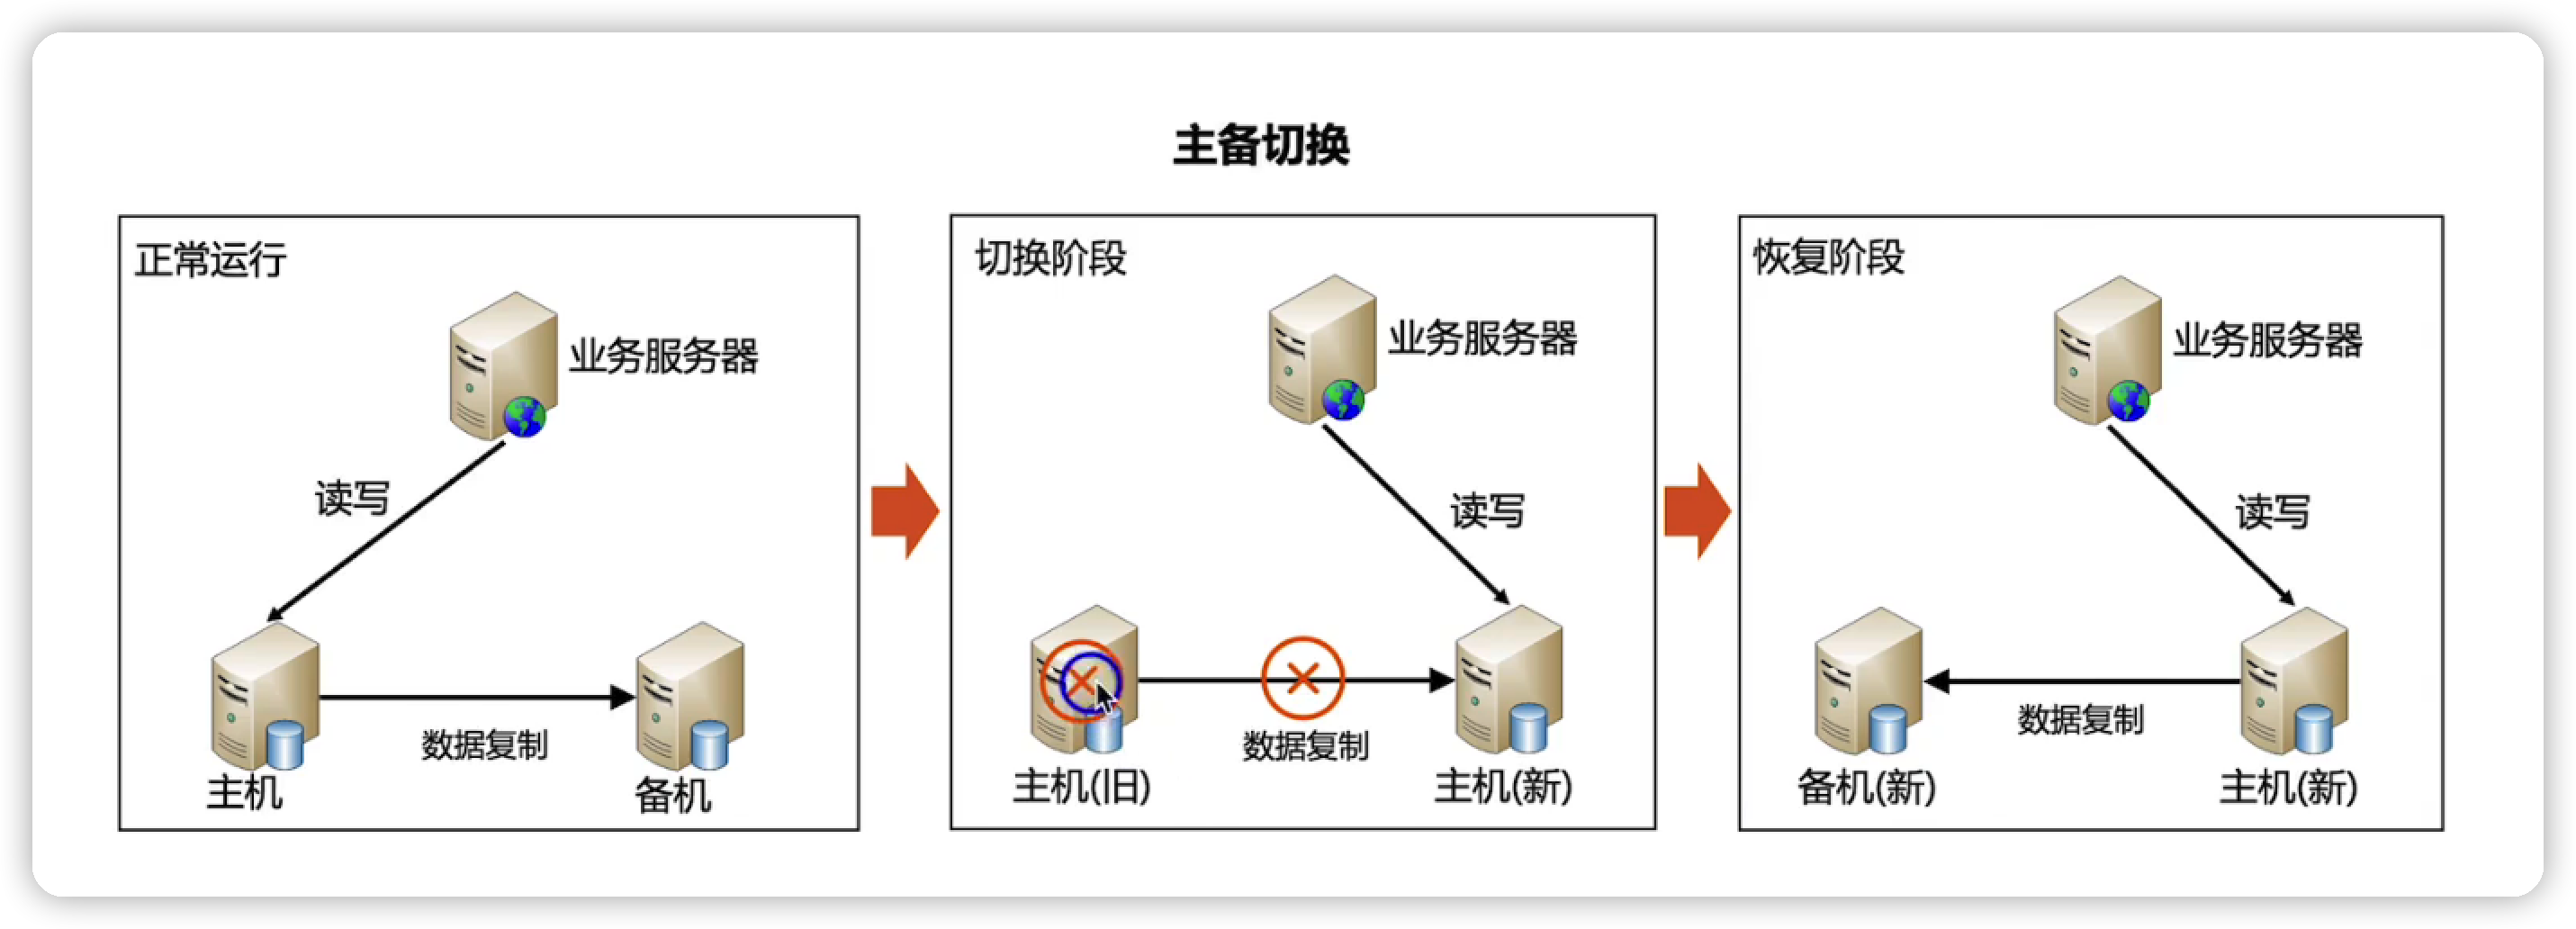 主备切换
正常运行
业务服务器
读写
数据复制
主机
备机
切换阶段
业务服务器
读写
数据复制
主机(旧)
主机(新)
恢复阶段
业务服务器
读写
数据复制
备机(新)
主机(新)